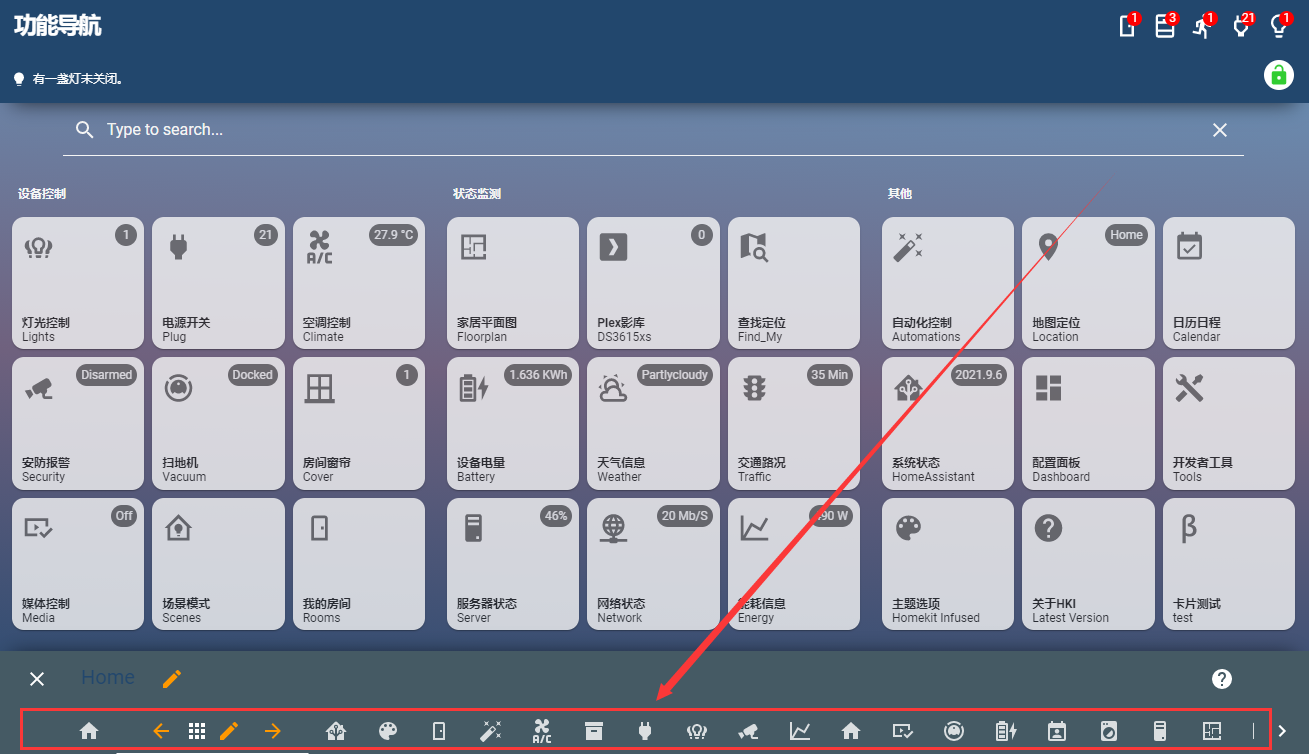 功能导航
1
3
1
21
1
有一盏灯未关闭。
Type to search...
设备控制
状态监测
其他
1
灯光控制
Lights
21
电源开关
Plug
27.9 °C
A/C
空调控制
Climate
家居平面图
Floorplan
0
Plex影库
DS3615xs
查找定位
Find_My
自动化控制
Automations
Home
地图定位
Location
日历日程
Calendar
Disarmed
安防报警
Security
Docked
扫地机
Vacuum
1
房间窗帘
Cover
1.636 KWh
设备电量
Battery
Partlycloudy
天气信息
Weather
35 Min
交通路况
Traffic
2021.9.6
系统状态
HomeAssistant
配置面板
Dashboard
开发者工具
Tools
Off
媒体控制
Media
场景模式
Scenes
我的房间
Rooms
46%
服务器状态
Server
20 Mb/S
网络状态
Network
90 W
能耗信息
Energy
主题选项
Homekit Infused
关于HKI
Latest Version
β
卡片测试
test
Home
A/C